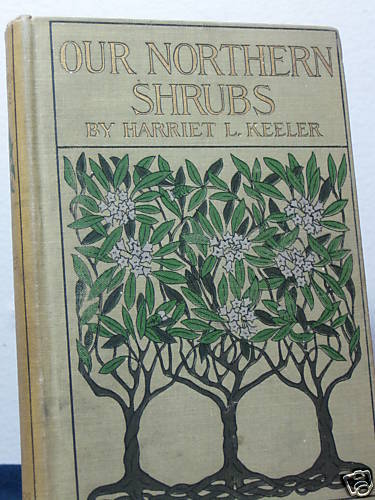 OUR NORTHERN
SHRUBS
BY HARRIET L. KEELER